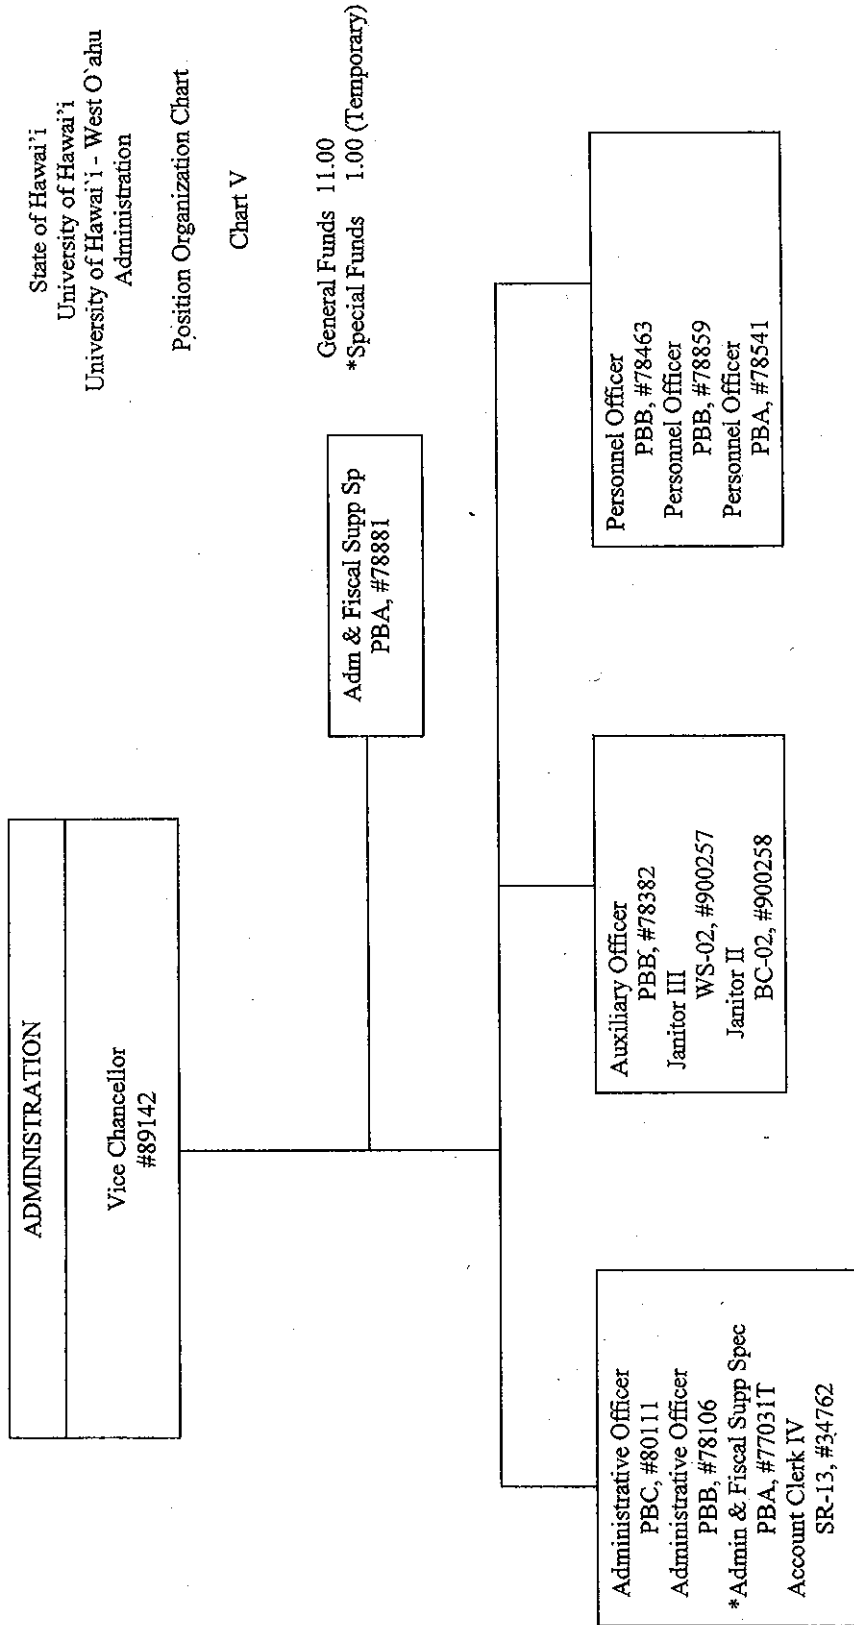 State of Hawai`i
University of Hawai`i
University of Hawai`i - West O`ahu
Administration
Position Organization Chart
Chart V
General Funds 11.00
*Special Funds 1.00 (Temporary)
ADMINISTRATION
Vice Chancellor
#89142
Adm & Fiscal Supp Sp
PBA, #78881
Administrative Officer
PBC, #80111
Administrative Officer
PBB, #78106
*Admin & Fiscal Supp Spec
PBA, #77031T
Account Clerk IV
SR-13, #34762
Auxiliary Officer
PBB, #78382
Janitor III
WS-02, #900257
Janitor II
BC-02, #900258
Personnel Officer
PBB, #78463
Personnel Officer
PBB, #78859
Personnel Officer
PBA, #78541